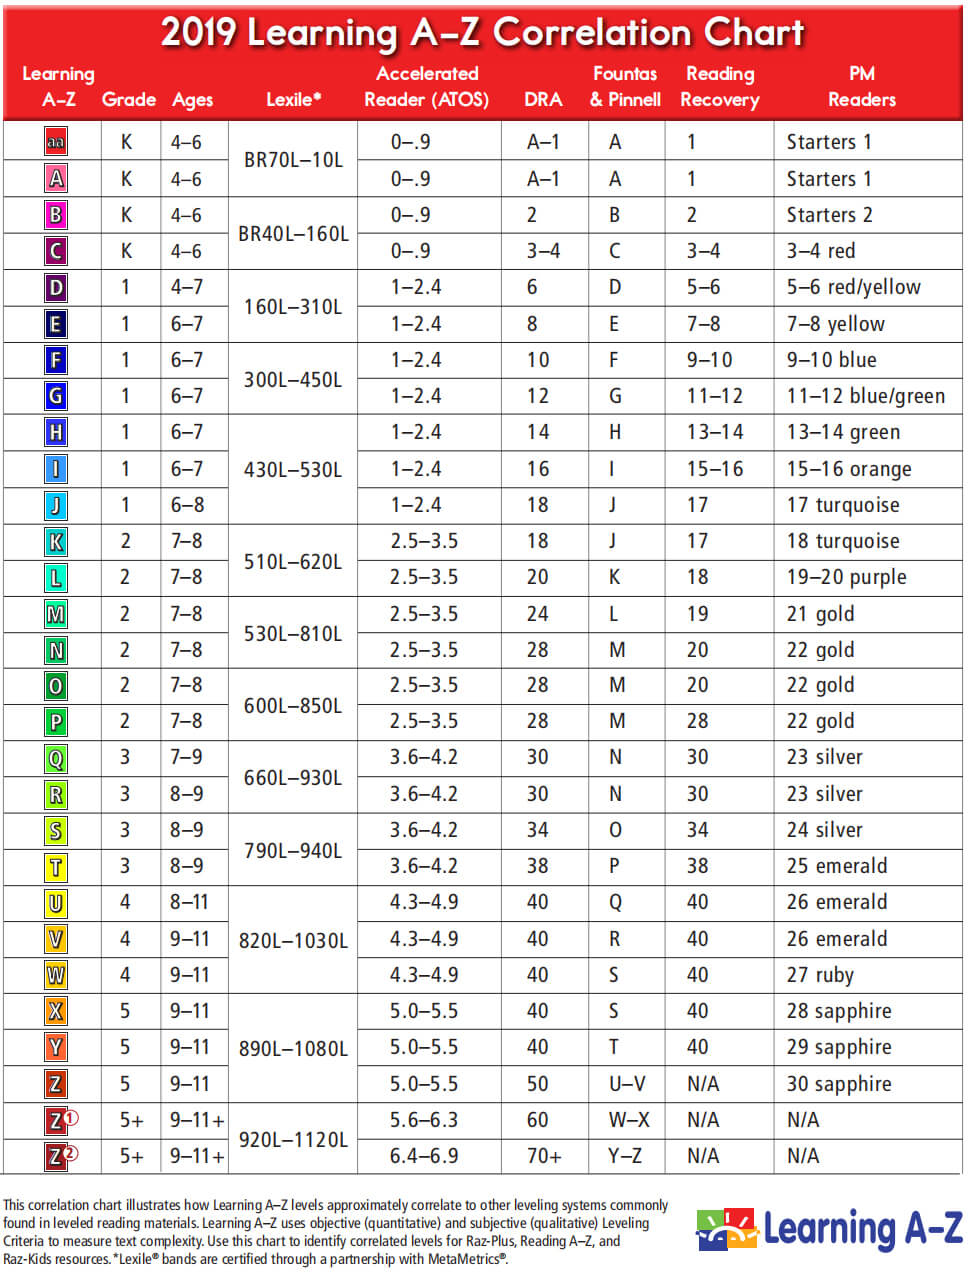 2019 Learning A–Z Correlation Chart
Learning A–Z Grade Ages Lexile* Accelerated Reader (ATOS) DRA Fountas & Pinnell Reading Recovery PM Readers
aa K 4–6 BR70L–10L 0–.9 A–1 A 1 Starters 1
A K 4–6 0–.9 A–1 A 1 Starters 1
B K 4–6 BR40L–160L 0–.9 2 B 2 Starters 2
C K 4–6 0–.9 3–4 C 3–4 3–4 red
D 1 4–7 160L–310L 1–2.4 6 D 5–6 5–6 red/yellow
E 1 6–7 1–2.4 8 E 7–8 7–8 yellow
F 1 6–7 300L–450L 1–2.4 10 F 9–10 9–10 blue
G 1 6–7 1–2.4 12 G 11–12 11–12 blue/green
H 1 6–7 430L–530L 1–2.4 14 H 13–14 13–14 green
I 1 6–7 1–2.4 16 I 15–16 15–16 orange
J 1 6–8 1–2.4 18 J 17 17 turquoise
K 2 7–8 510L–620L 2.5–3.5 18 J 17 18 turquoise
L 2 7–8 2.5–3.5 20 K 18 19–20 purple
M 2 7–8 530L–810L 2.5–3.5 24 L 19 21 gold
N 2 7–8 2.5–3.5 28 M 20 22 gold
O 2 7–8 600L–850L 2.5–3.5 28 M 20 22 gold
P 2 7–8 2.5–3.5 28 M 28 22 gold
Q 3 7–9 660L–930L 3.6–4.2 30 N 30 23 silver
R 3 8–9 3.6–4.2 30 N 30 23 silver
S 3 8–9 790L–940L 3.6–4.2 34 O 34 24 silver
T 3 8–9 3.6–4.2 38 P 38 25 emerald
U 4 8–11 820L–1030L 4.3–4.9 40 Q 40 26 emerald
V 4 9–11 4.3–4.9 40 R 40 26 emerald
W 4 9–11 4.3–4.9 40 S 40 27 ruby
X 5 9–11 890L–1080L 5.0–5.5 40 S 40 28 sapphire
Y 5 9–11 5.0–5.5 40 T 40 29 sapphire
Z 5 9–11 5.0–5.5 50 U–V N/A 30 sapphire
Z1 5+ 9–11+ 920L–1120L 5.6–6.3 60 W–X N/A N/A
Z2 5+ 9–11+ 6.4–6.9 70+ Y–Z N/A N/A
This correlation chart illustrates how Learning A–Z levels approximately correlate to other leveling systems commonly
found in leveled reading materials. Learning A–Z uses objective (quantitative) and subjective (qualitative) Leveling
Criteria to measure text complexity. Use this chart to identify correlated levels for Raz-Plus, Reading A–Z, and
Raz-Kids resources. *Lexile® bands are certified through a partnership with MetaMetrics®.
Learning A–Z